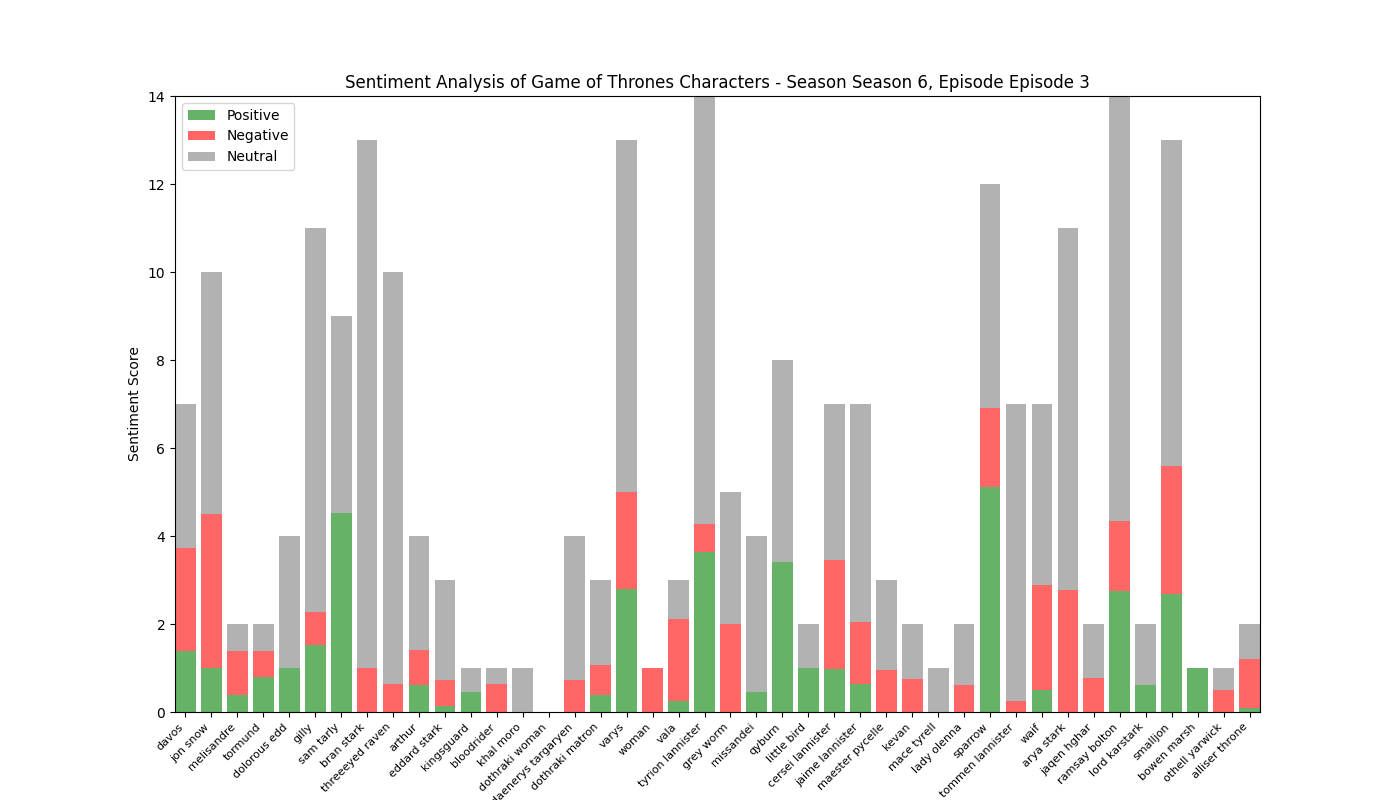 Sentiment Analysis of Game of Thrones Characters - Season Season 6, Episode Episode 3
Positive
Negative
Neutral
Sentiment Score
14
12
10
8
6
4
2
0
davos
jon snow
melisandre
tormund
dolorous edd
gilly
sam tarly
bran stark
threeeyed raven
arthur
eddard stark
kingsguard
bloodrider
khal moro
dothraki woman
daenerys targaryen
dothraki matron
varys
woman
vala
tyrion lannister
grey worm
missandei
qyburn
little bird
cersei lannister
jaime lannister
maester pycelle
kevan
mace tyrell
lady olenna
sparrow
tommen lannister
waif
arya stark
jaqen hghar
ramsay bolton
lord karstark
smalljon
bowen marsh
othell yarwick
alliser throne